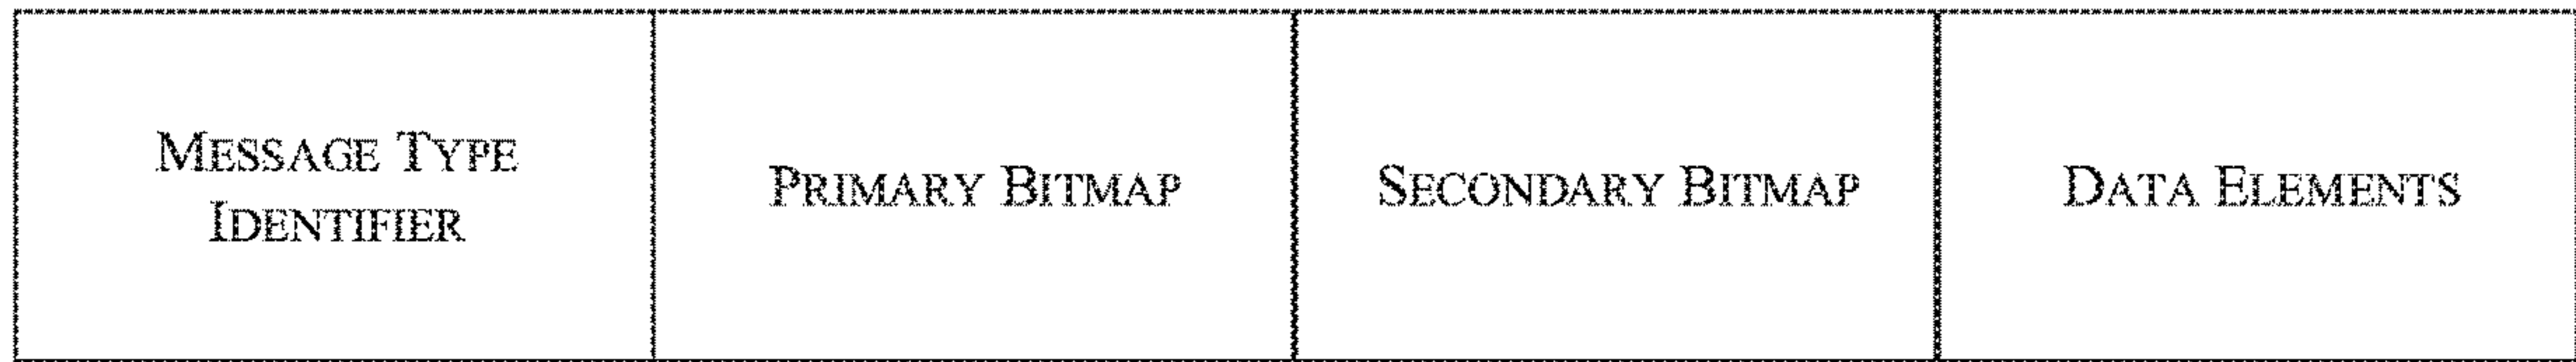 MESSAGE TYPE
IDENTIFIER
PRIMARY BITMAP
SECONDARY BITMAP
DATA ELEMENTS